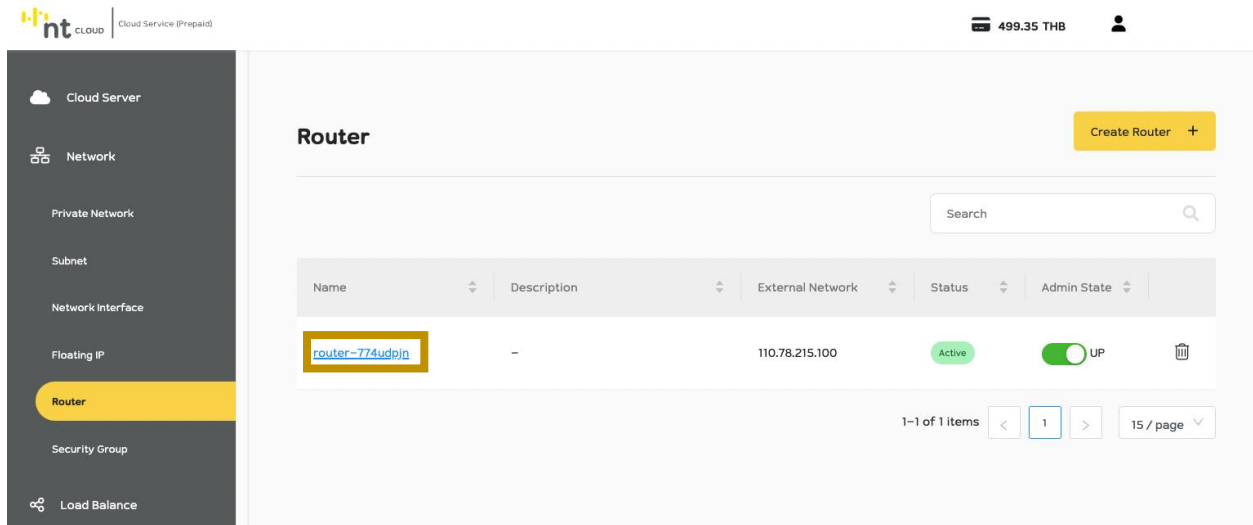 nt CLOUD Cloud Service (Prepaid) 499.35 THB
Cloud Server
Network
Private Network
Subnet
Network Interface
Floating IP
Router
Security Group
Load Balance
Router
Create Router +
Search
Name Description External Network Status Admin State
router-774udpjn - 110.78.215.100 Active UP
1-1 of 1 items < 1 > 15 / page